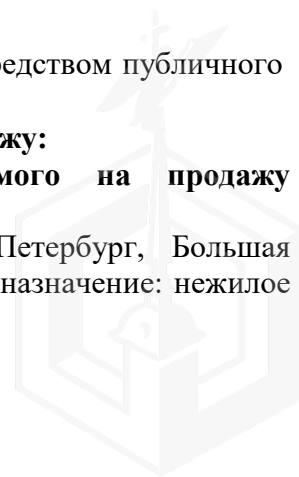 редством публичного
жу:
мого на продажу
Петербург, Большая
назначение: нежилое